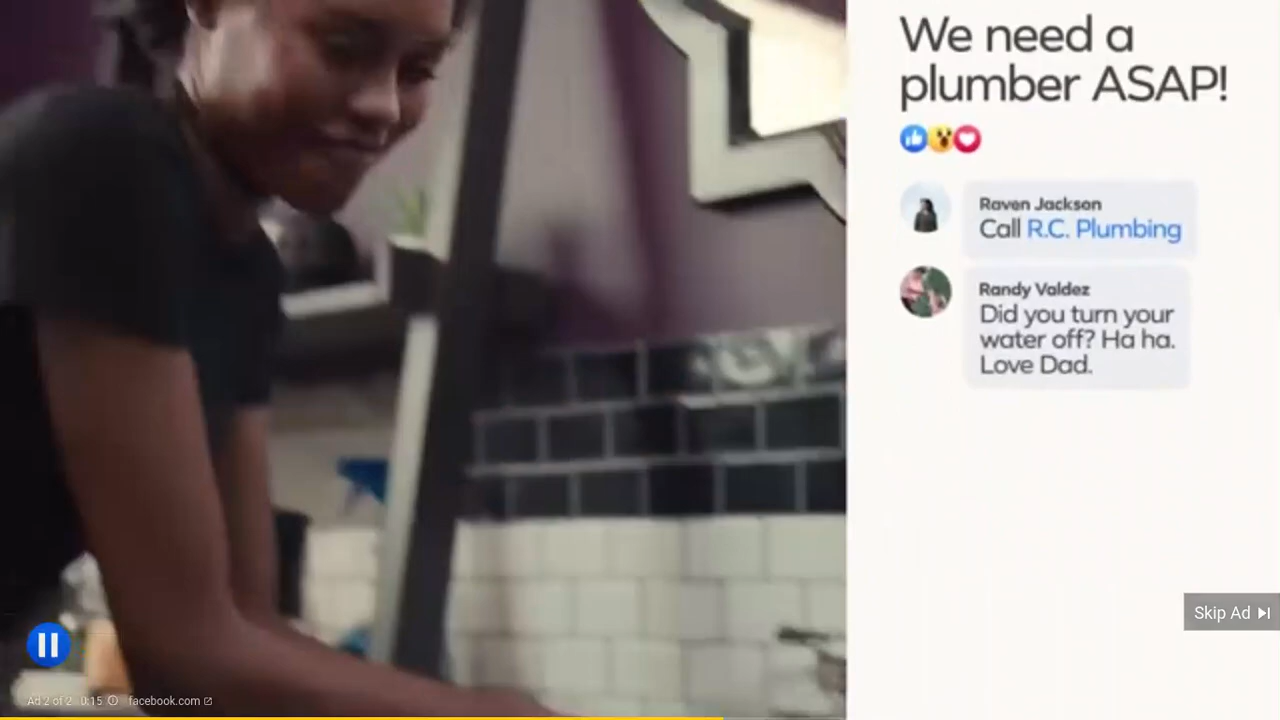 We need a
plumber ASAP!
Raven Jackson
Call R.C. Plumbing
Randy Valdez
Did you turn your
water off? Ha ha.
Love Dad.
Skip Ad
Ad 2 of 2 · 0:15
facebook.com